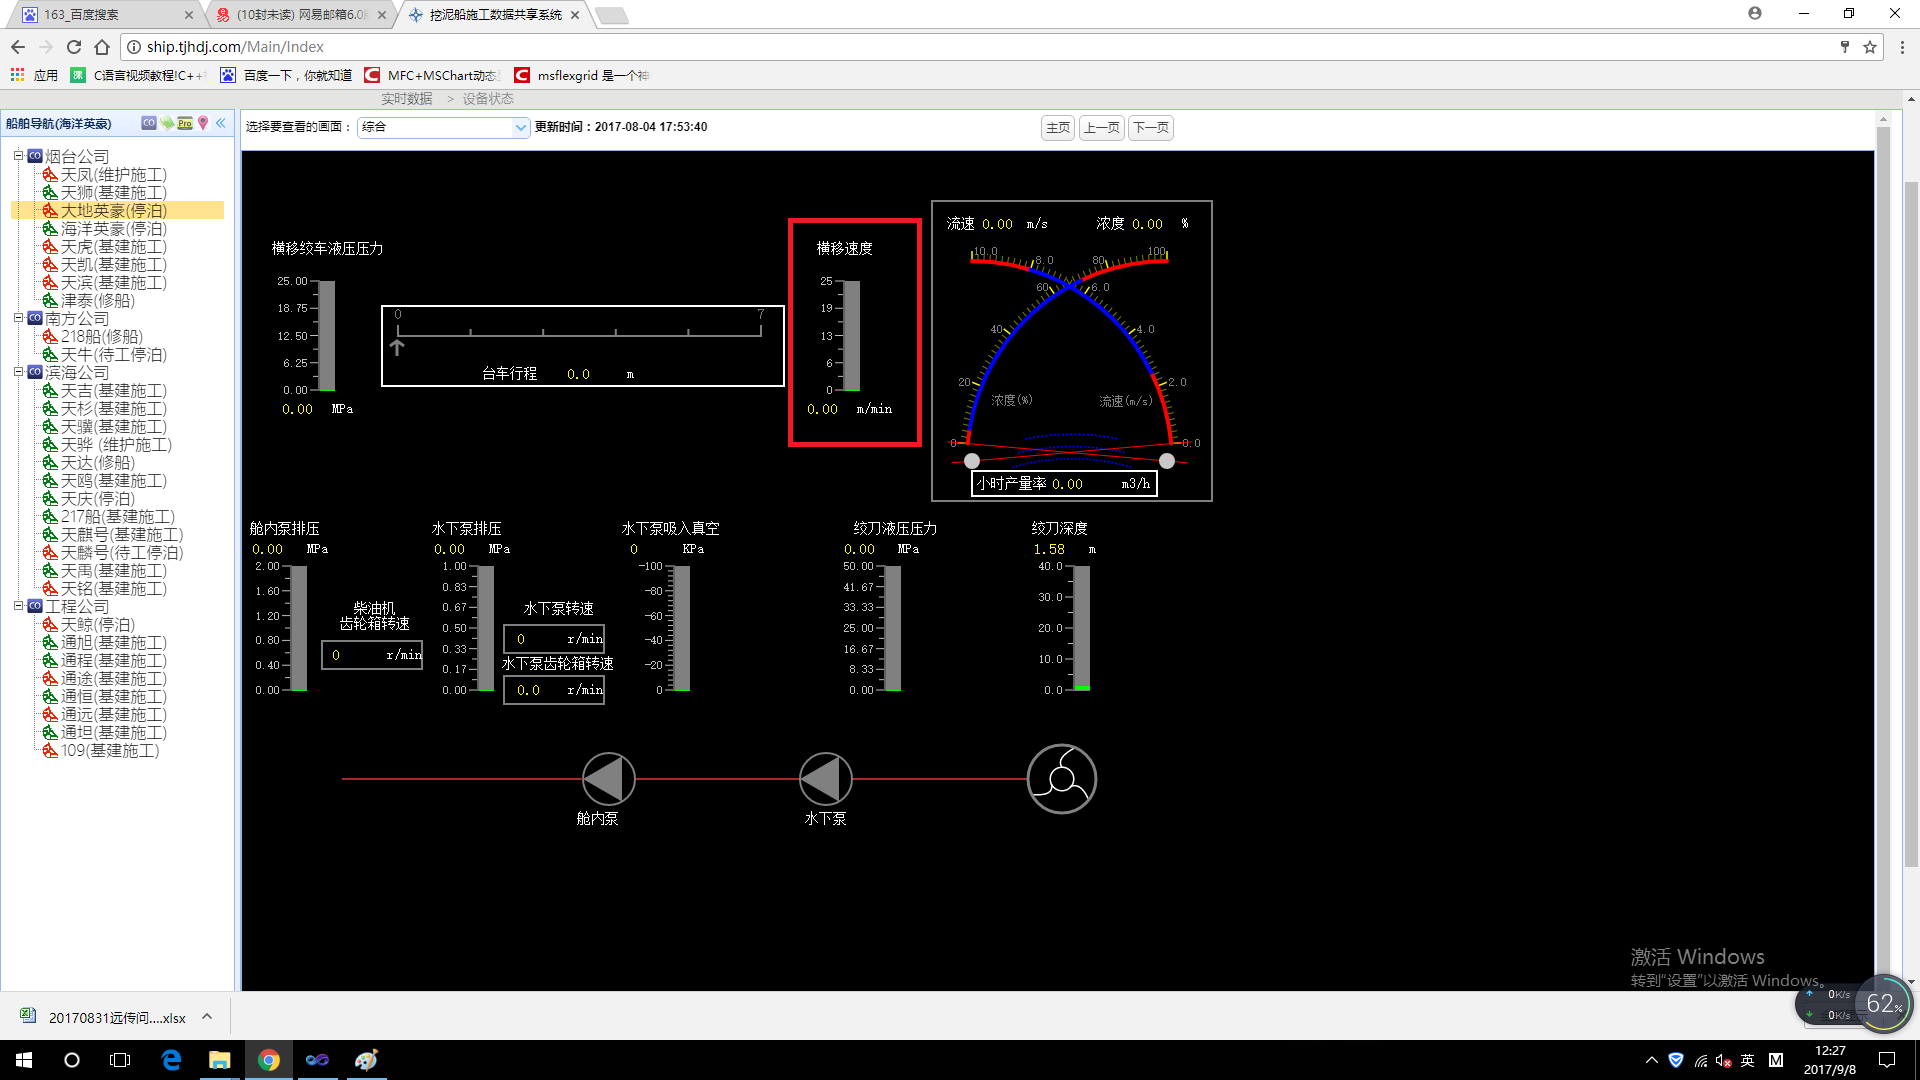 163_百度搜索
(10封未读) 网易邮箱6.0版
挖泥船施工数据共享系统
ship.tjhdj.com/Main/Index
应用
C语言视频教程!C++
百度一下，你就知道
MFC+MSChart动态
msflexgrid 是一个神
实时数据 > 设备状态
船舶导航(海洋英豪)
CO
Pro
选择要查看的画面：
综合
更新时间：2017-08-04 17:53:40
主页
上一页
下一页
烟台公司
天凤(维护施工)
天狮(基建施工)
大地英豪(停泊)
海洋英豪(停泊)
天虎(基建施工)
天凯(基建施工)
天滨(基建施工)
津泰(修船)
南方公司
218船(修船)
天牛(待工停泊)
滨海公司
天吉(基建施工)
天杉(基建施工)
天骥(基建施工)
天骅 (维护施工)
天达(修船)
天鸥(基建施工)
天庆(停泊)
217船(基建施工)
天麒号(基建施工)
天麟号(待工停泊)
天禹(基建施工)
天铭(基建施工)
工程公司
天鲸(停泊)
通旭(基建施工)
通程(基建施工)
通途(基建施工)
通恒(基建施工)
通远(基建施工)
通坦(基建施工)
109(基建施工)
横移绞车液压压力
25.00
18.75
12.50
6.25
0.00
0.00 MPa
0 7
台车行程 0.0 m
横移速度
25
19
13
6
0
0.00 m/min
流速 0.00 m/s 浓度 0.00 %
10.0 100
8.0 80
60 6.0
40 4.0
20 2.0
浓度(%) 流速(m/s)
0 0.0
小时产量率 0.00 m3/h
舱内泵排压
0.00 MPa
2.00
1.60
1.20
0.80
0.40
0.00
柴油机
齿轮箱转速
0 r/min
水下泵排压
0.00 MPa
1.00
0.83
0.67
0.50
0.33
0.17
0.00
水下泵转速
0 r/min
水下泵齿轮箱转速
0.0 r/min
水下泵吸入真空
0 KPa
-100
-80
-60
-40
-20
0
绞刀液压压力
0.00 MPa
50.00
41.67
33.33
25.00
16.67
8.33
0.00
绞刀深度
1.58 m
40.0
30.0
20.0
10.0
0.0
舱内泵
水下泵
激活 Windows
转到“设置”以激活 Windows。
0K/s
0K/s
62%
20170831远传问....xlsx
英
M
12:27
2017/9/8